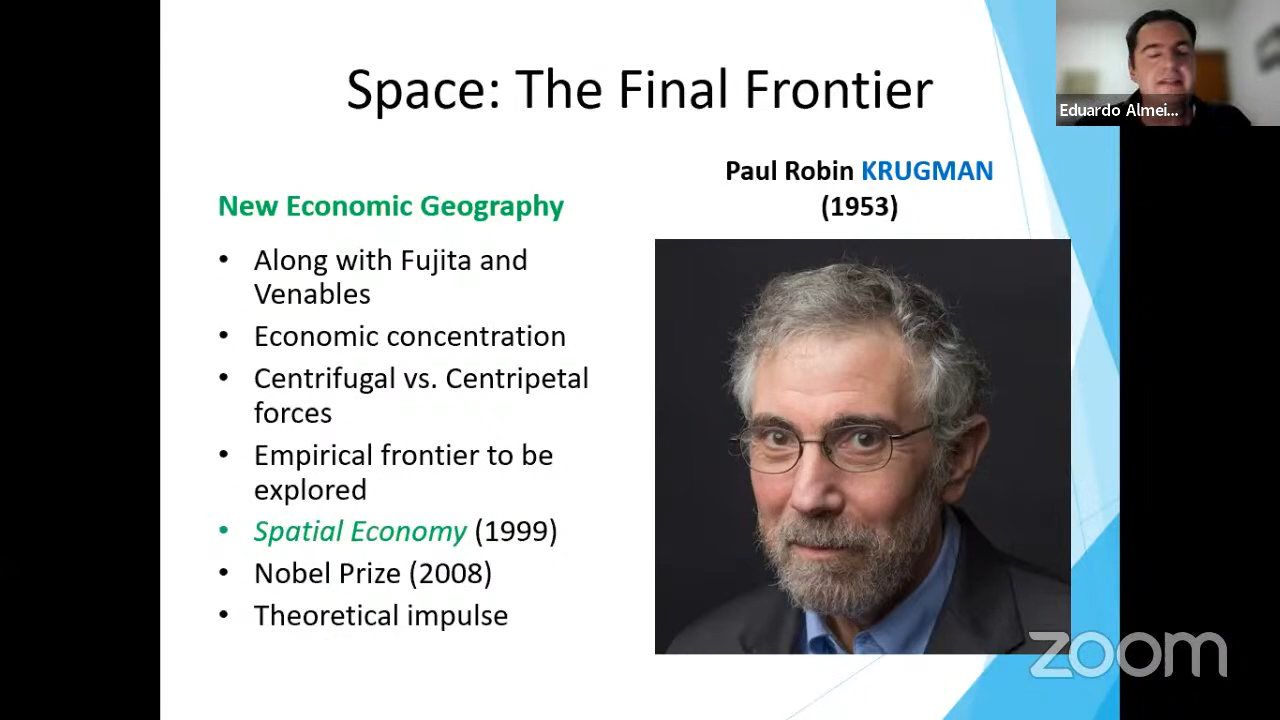 Space: The Final Frontier
Eduardo Almei...
New Economic Geography
• Along with Fujita and
Venables
• Economic concentration
• Centrifugal vs. Centripetal
forces
• Empirical frontier to be
explored
• Spatial Economy (1999)
• Nobel Prize (2008)
• Theoretical impulse
Paul Robin KRUGMAN
(1953)
zoom